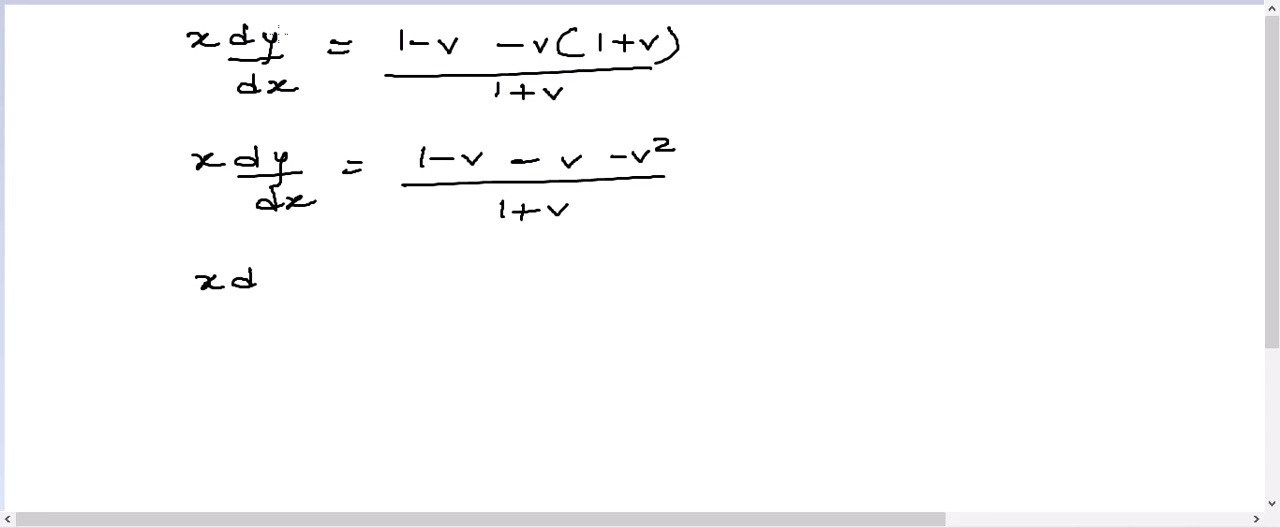 x dy/dx = (1-v -v(1+v))/(1+v)
x dy/dx = (1-v - v -v²)/(1+v)
x d